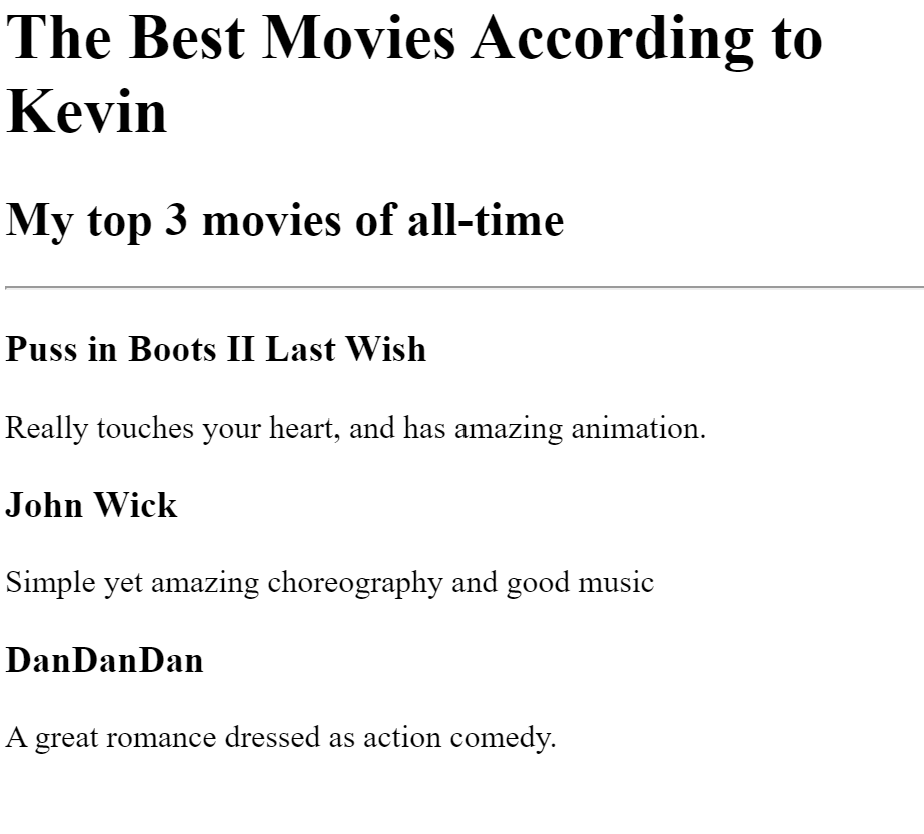 The Best Movies According to
Kevin
My top 3 movies of all-time
Puss in Boots II Last Wish
Really touches your heart, and has amazing animation.
John Wick
Simple yet amazing choreography and good music
DanDanDan
A great romance dressed as action comedy.